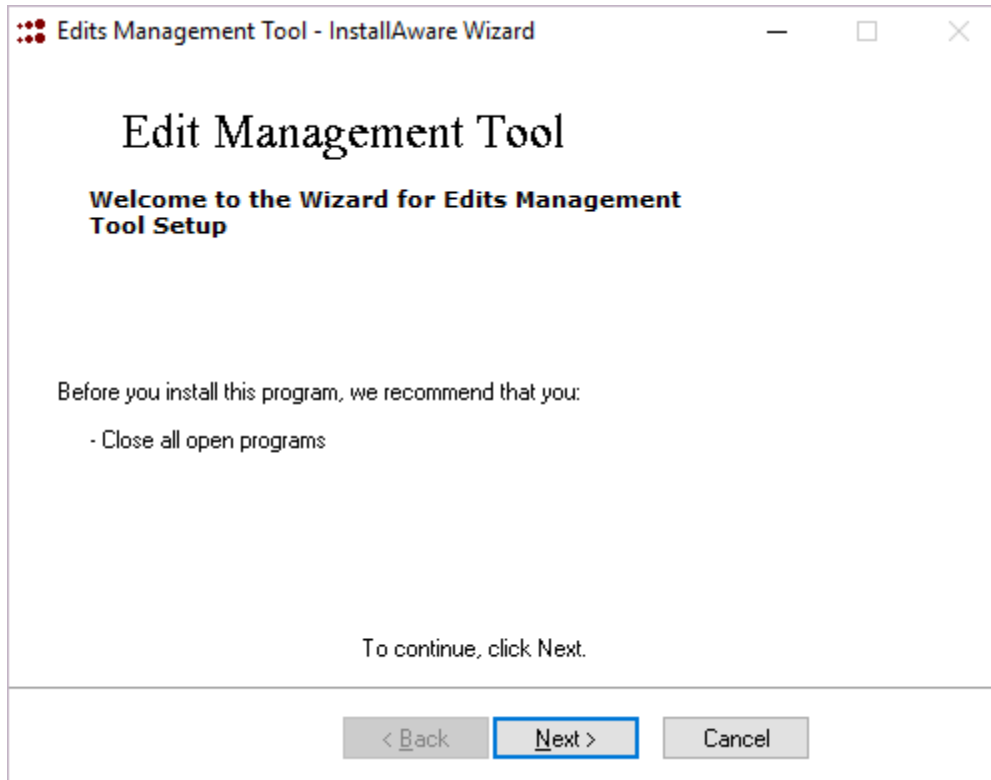 Edits Management Tool - InstallAware Wizard
Edit Management Tool
Welcome to the Wizard for Edits Management
Tool Setup
Before you install this program, we recommend that you:
- Close all open programs
To continue, click Next.
< Back
Next >
Cancel